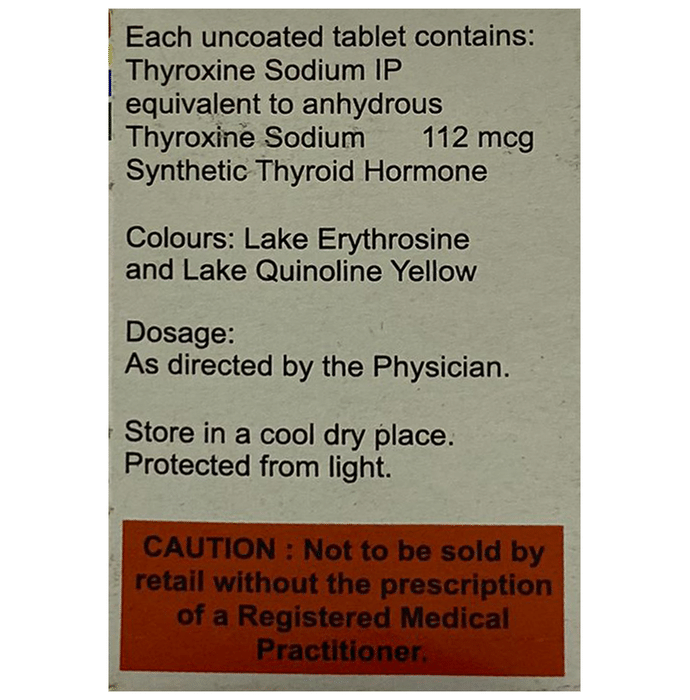 Each uncoated tablet contains:
Thyroxine Sodium IP
equivalent to anhydrous
Thyroxine Sodium 112 mcg
Synthetic Thyroid Hormone
Colours: Lake Erythrosine
and Lake Quinoline Yellow
Dosage:
As directed by the Physician.
Store in a cool dry place.
Protected from light.
CAUTION : Not to be sold by
retail without the prescription
of a Registered Medical
Practitioner.